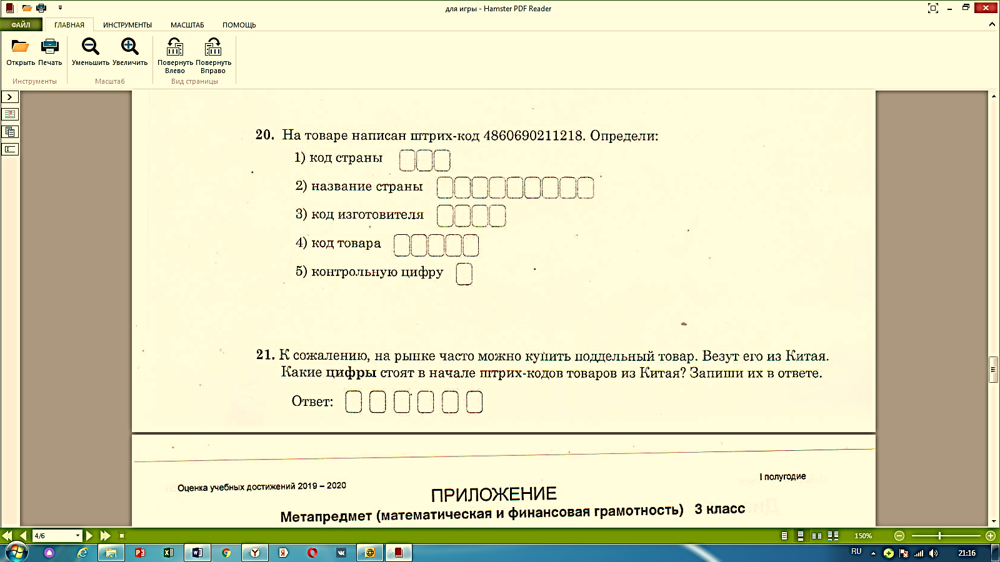 для игры - Hamster PDF Reader
ФАЙЛ ГЛАВНАЯ ИНСТРУМЕНТЫ МАСШТАБ ПОМОЩЬ
Открыть Печать Уменьшить Увеличить Повернуть Влево Повернуть Вправо
Инструменты Масштаб Вид страницы
20. На товаре написан штрих-код 4860690211218. Определи:
1) код страны
2) название страны
3) код изготовителя
4) код товара
5) контрольную цифру
21. К сожалению, на рынке часто можно купить поддельный товар. Везут его из Китая.
Какие цифры стоят в начале штрих-кодов товаров из Китая? Запиши их в ответе.
Ответ:
Оценка учебных достижений 2019 – 2020
I полугодие
ПРИЛОЖЕНИЕ
Метапредмет (математическая и финансовая грамотность) 3 класс
4/6
150%
RU
21:16